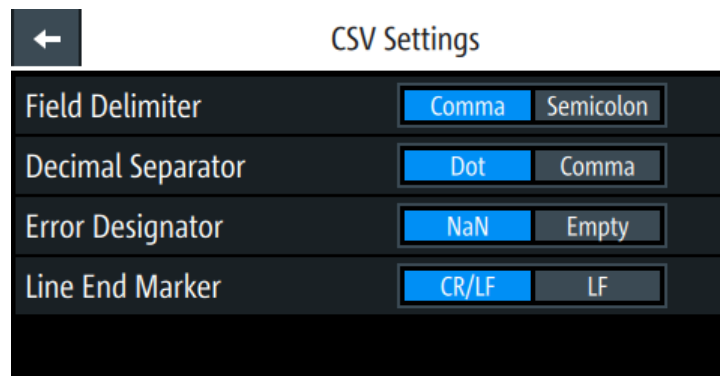 CSV Settings
Field Delimiter Comma Semicolon
Decimal Separator Dot Comma
Error Designator NaN Empty
Line End Marker CR/LF LF